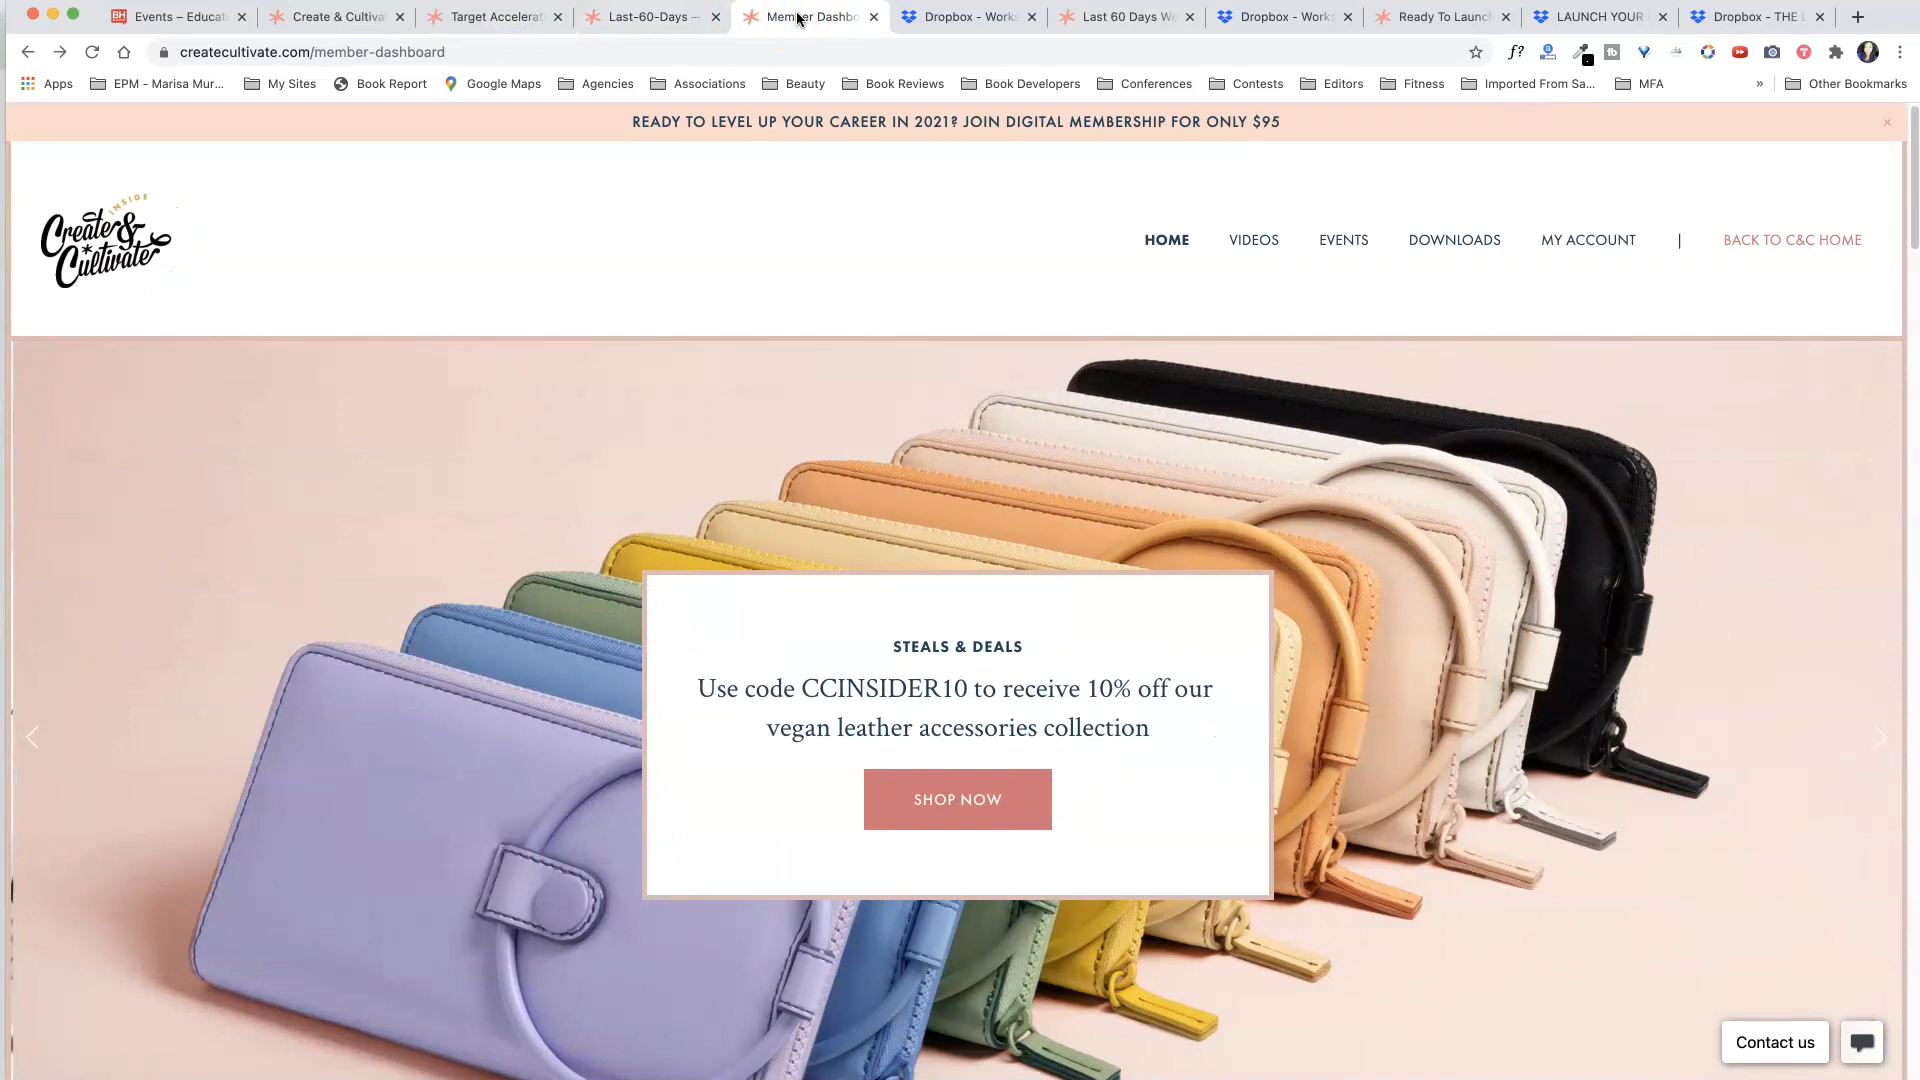 Events – Educat
Create & Cultiva
Target Accelerat
Last-60-Days —
Member Dashbo
Dropbox - Works
Last 60 Days We
Dropbox - Works
Ready To Launch
LAUNCH YOUR
Dropbox - THE L
createcultivate.com/member-dashboard
Apps
EPM - Marisa Mur...
My Sites
Book Report
Google Maps
Agencies
Associations
Beauty
Book Reviews
Book Developers
Conferences
Contests
Editors
Fitness
Imported From Sa...
MFA
»
Other Bookmarks
READY TO LEVEL UP YOUR CAREER IN 2021? JOIN DIGITAL MEMBERSHIP FOR ONLY $95
INSIDE
Create &
Cultivate
HOME
VIDEOS
EVENTS
DOWNLOADS
MY ACCOUNT
|
BACK TO C&C HOME
STEALS & DEALS
Use code CCINSIDER10 to receive 10% off our
vegan leather accessories collection
SHOP NOW
Contact us